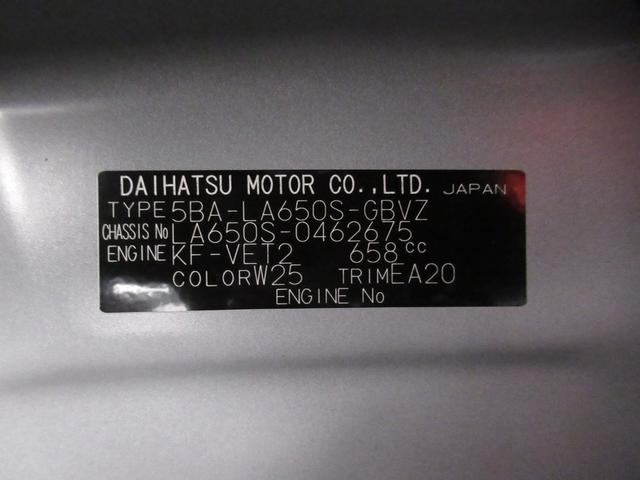 DAIHATSU MOTOR CO.,LTD. JAPAN
TYPE 5BA-LA650S-GBVZ
CHASSIS No LA650S-0462675
ENGINE KF-VET2 658cc
COLOR W25 TRIM EA20
ENGINE No